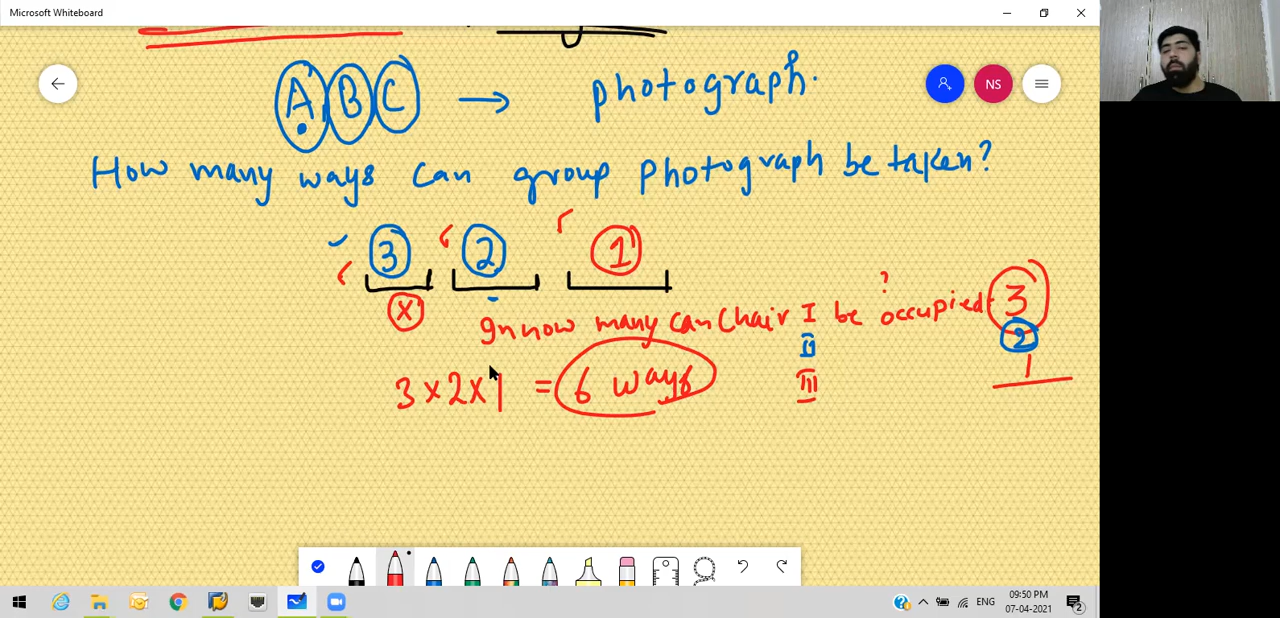 Microsoft Whiteboard
A, B C → photograph.
NS
How many ways can group photograph be taken?
3 2 1
X
?
In how many can Chair I be occupied 3
II 2
III 1
3 x 2 x 1 = 6 ways
ENG
09:50 PM
07-04-2021
2